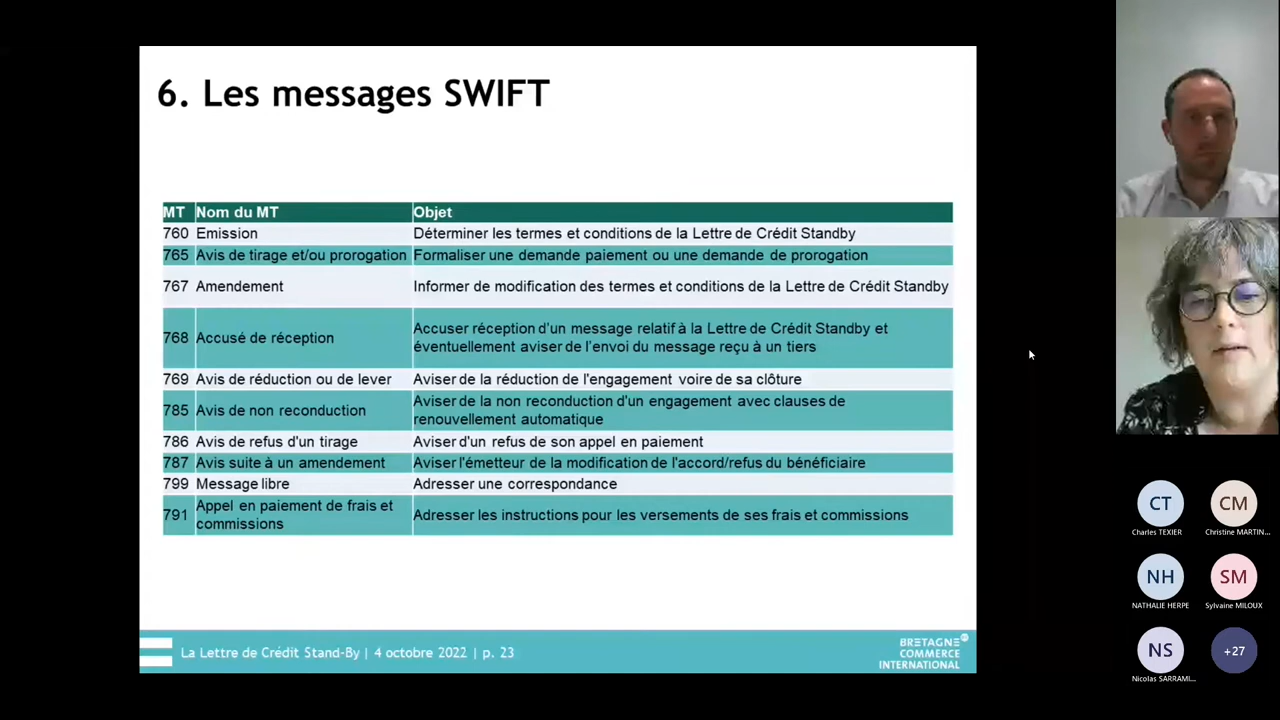 6. Les messages SWIFT
MT Nom du MT Objet
760 Emission Déterminer les termes et conditions de la Lettre de Crédit Standby
765 Avis de tirage et/ou prorogation Formaliser une demande paiement ou une demande de prorogation
767 Amendement Informer de modification des termes et conditions de la Lettre de Crédit Standby
768 Accusé de réception Accuser réception d'un message relatif à la Lettre de Crédit Standby et
éventuellement aviser de l'envoi du message reçu à un tiers
769 Avis de réduction ou de lever Aviser de la réduction de l'engagement voire de sa clôture
785 Avis de non reconduction Aviser de la non reconduction d'un engagement avec clauses de
renouvellement automatique
786 Avis de refus d'un tirage Aviser d'un refus de son appel en paiement
787 Avis suite à un amendement Aviser l'émetteur de la modification de l'accord/refus du bénéficiaire
799 Message libre Adresser une correspondance
791 Appel en paiement de frais et
commissions Adresser les instructions pour les versements de ses frais et commissions
La Lettre de Crédit Stand-By | 4 octobre 2022 | p. 23
BRETAGNE
COMMERCE
INTERNATIONAL
CT CM
Charles TEXIER Christine MARTIN...
NH SM
NATHALIE HERPE Sylvaine MILOUX
NS +27
Nicolas SARRAMI...